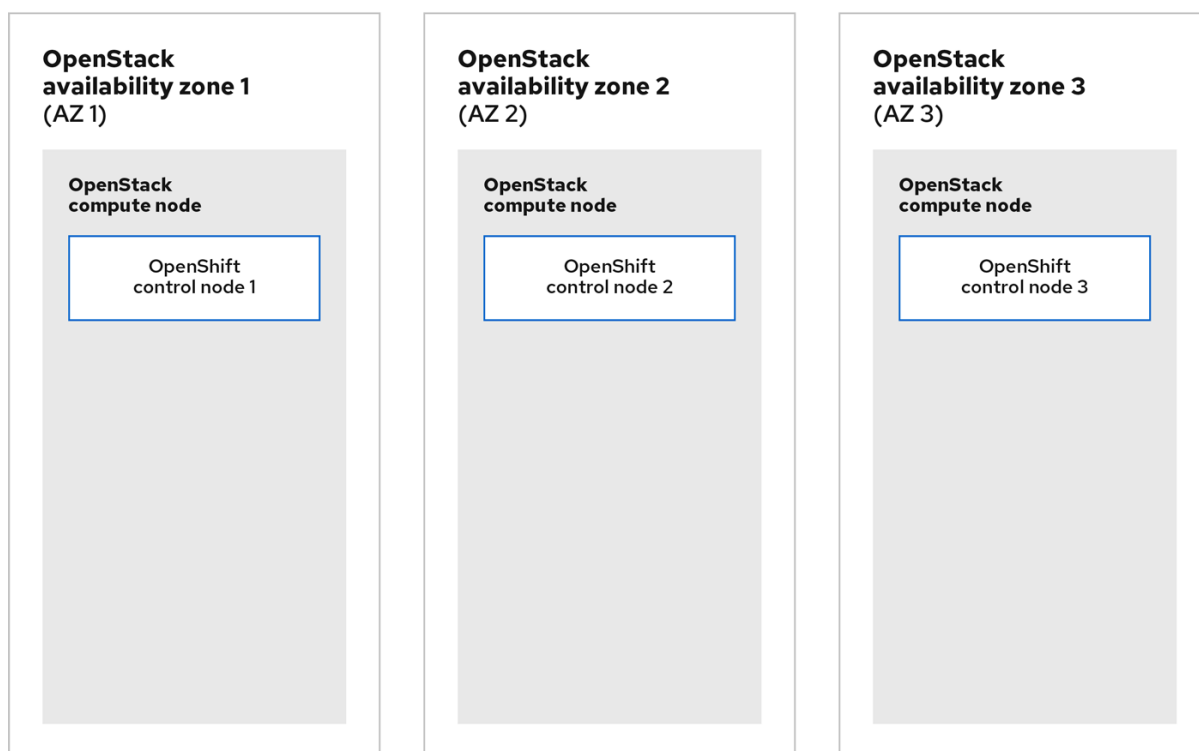 OpenStack
availability zone 1
(AZ 1)
OpenStack
compute node
OpenShift
control node 1
OpenStack
availability zone 2
(AZ 2)
OpenStack
compute node
OpenShift
control node 2
OpenStack
availability zone 3
(AZ 3)
OpenStack
compute node
OpenShift
control node 3